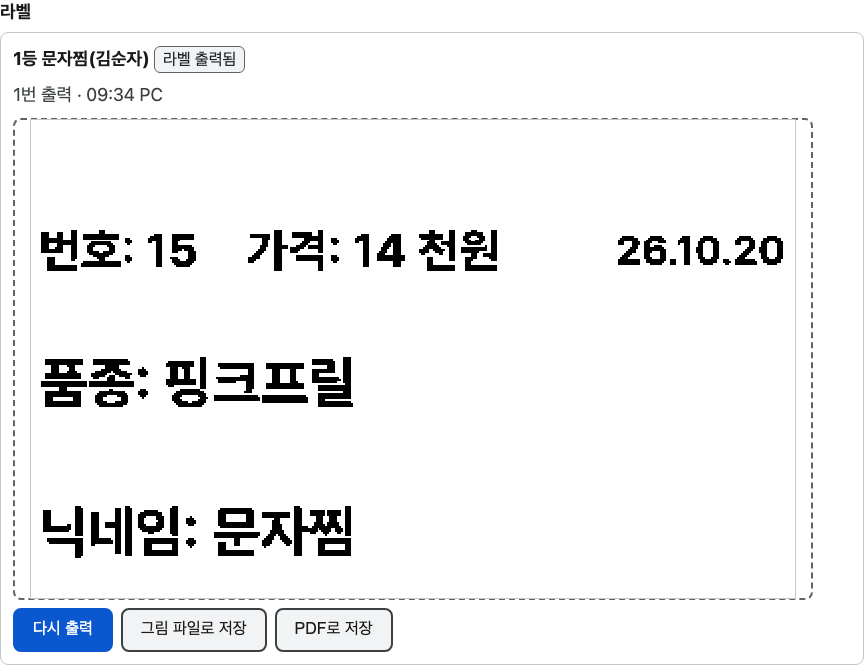 라벨
1등 문자찜(김순자) 라벨 출력됨
1번 출력 · 09:34 PC
번호: 15 가격: 14 천원 26.10.20
품종: 핑크프릴
닉네임: 문자찜
다시 출력 그림 파일로 저장 PDF로 저장